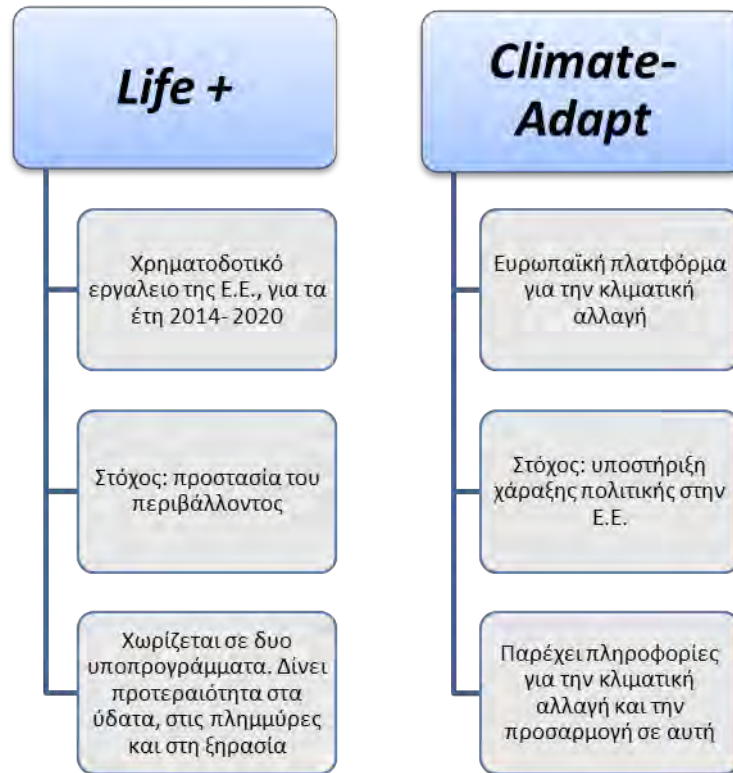 Life +
Χρηματοδοτικό
εργαλειο της Ε.Ε., για τα
έτη 2014- 2020
Στόχος: προστασία του
περιβάλλοντος
Χωρίζεται σε δυο
υποπρογράμματα. Δίνει
προτεραιότητα στα
ύδατα, στις πλημμύρες
και στη ξηρασία
Climate-
Adapt
Ευρωπαϊκή πλατφόρμα
για την κλιματική
αλλαγή
Στόχος: υποστήριξη
χάραξης πολιτικής στην
Ε.Ε.
Παρέχει πληροφορίες
για την κλιματική
αλλαγή και την
προσαρμογή σε αυτή